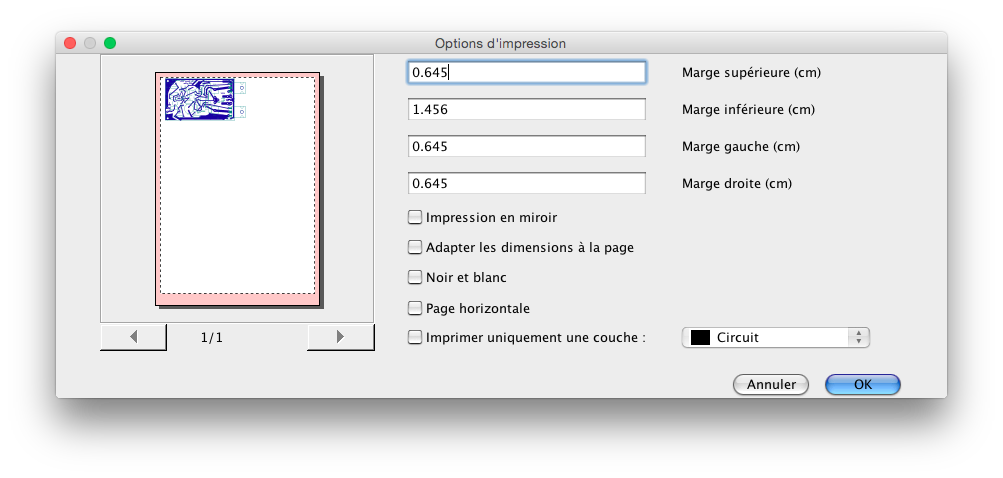 Options d'impression
0.645 Marge supérieure (cm)
1.456 Marge inférieure (cm)
0.645 Marge gauche (cm)
0.645 Marge droite (cm)
Impression en miroir
Adapter les dimensions à la page
Noir et blanc
Page horizontale
Imprimer uniquement une couche : Circuit
1/1
Annuler OK